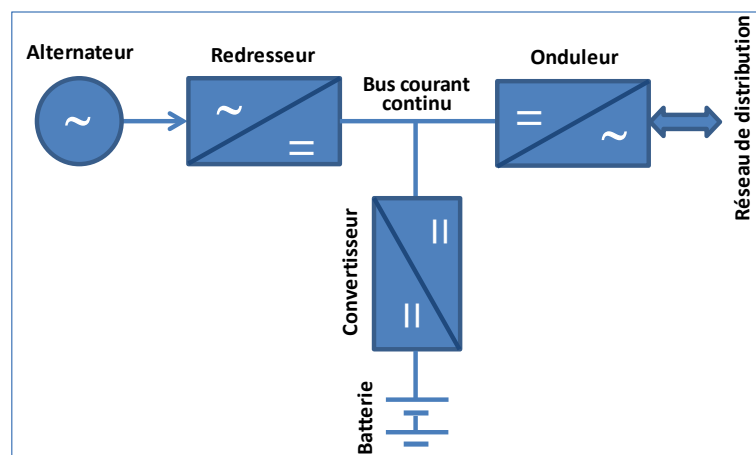 Alternateur
Redresseur
Bus courant
continu
Onduleur
Réseau de distribution
~
~
=
=
~
Convertisseur
=
=
Batterie